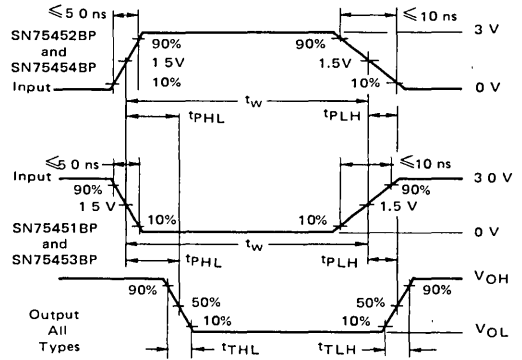 ≤5 0 ns
≤10 ns
SN75452BP
and
SN75454BP
Input
90%
1 5V
10%
90%
1.5V
10%
3 V
0 V
tw
tPHL
tPLH
≤5 0 ns
≤10 ns
Input
90%
1 5 V
10%
10%
90%
1.5 V
3 0 V
0 V
SN75451BP
and
SN75453BP
tw
tPHL
tPLH
90%
50%
10%
90%
50%
10%
VOH
VOL
Output
All
Types
tTHL
tTLH